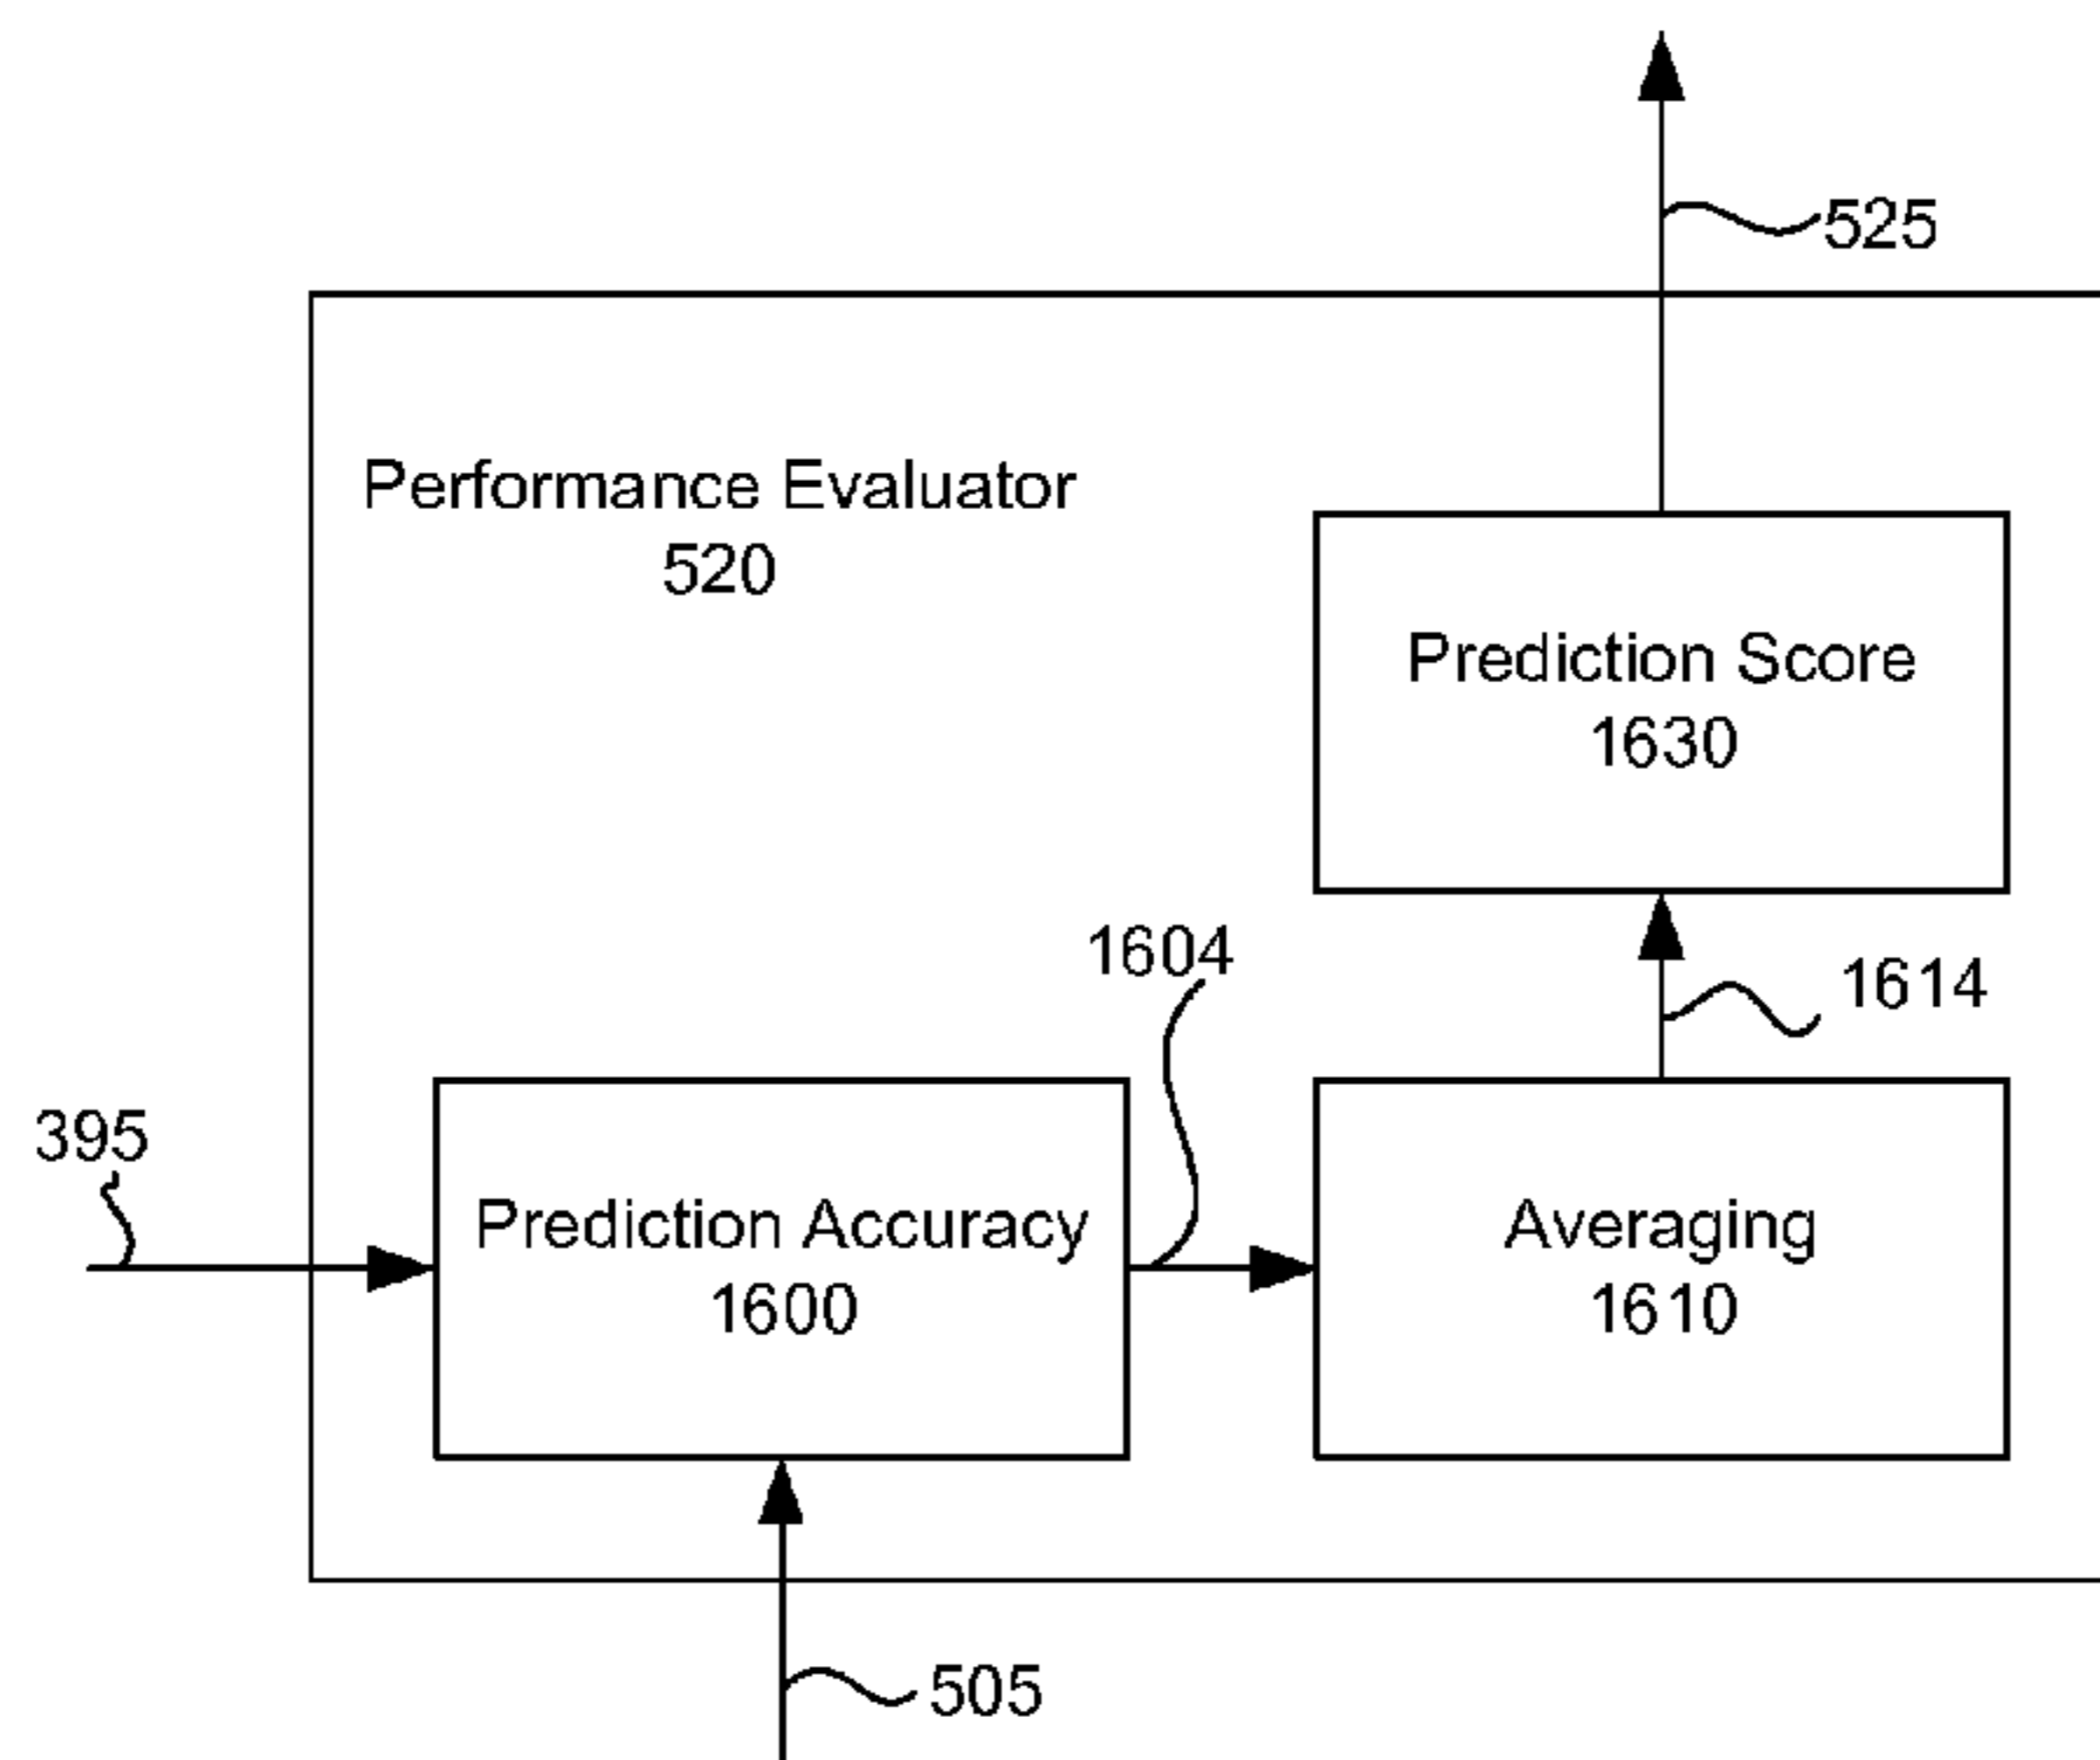 525
Performance Evaluator
520
Prediction Score
1630
1604
1614
395
Prediction Accuracy
1600
Averaging
1610
505